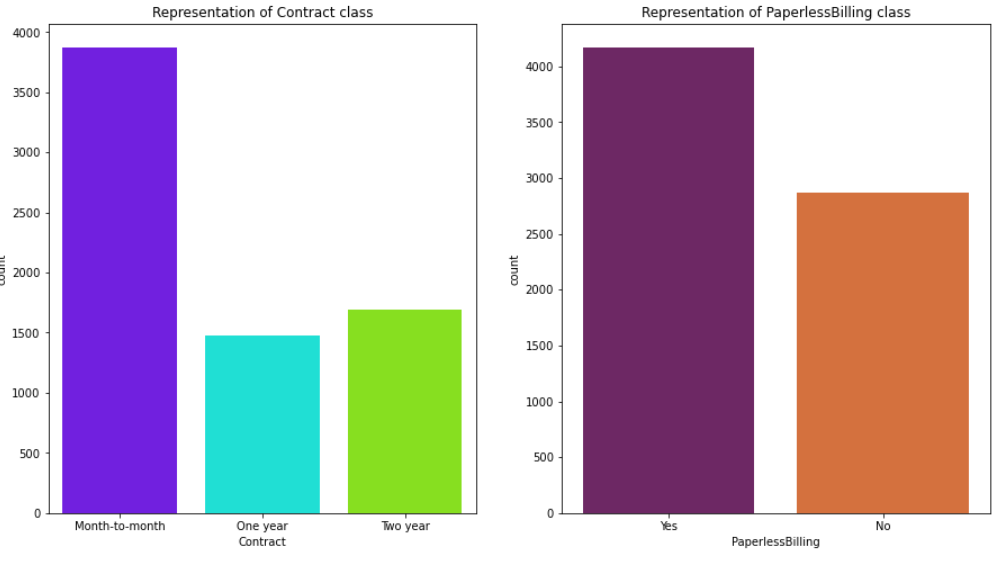 Representation of Contract class
4000
3500
3000
2500
2000
1500
1000
500
0
count
Month-to-month One year Two year
Contract
Representation of PaperlessBilling class
4000
3500
3000
2500
2000
1500
1000
500
0
count
Yes No
PaperlessBilling